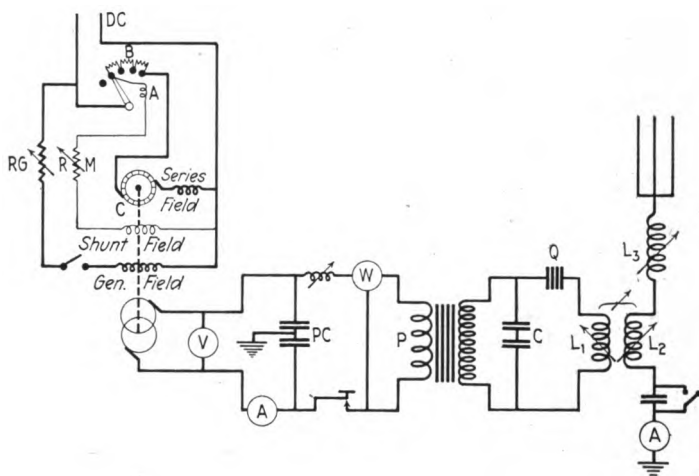 DC
B
A
RG
R M
C
Series
Field
Shunt Field
Gen. Field
V
A
PC
W
P
Q
C
L₁
L₂
L₃
A